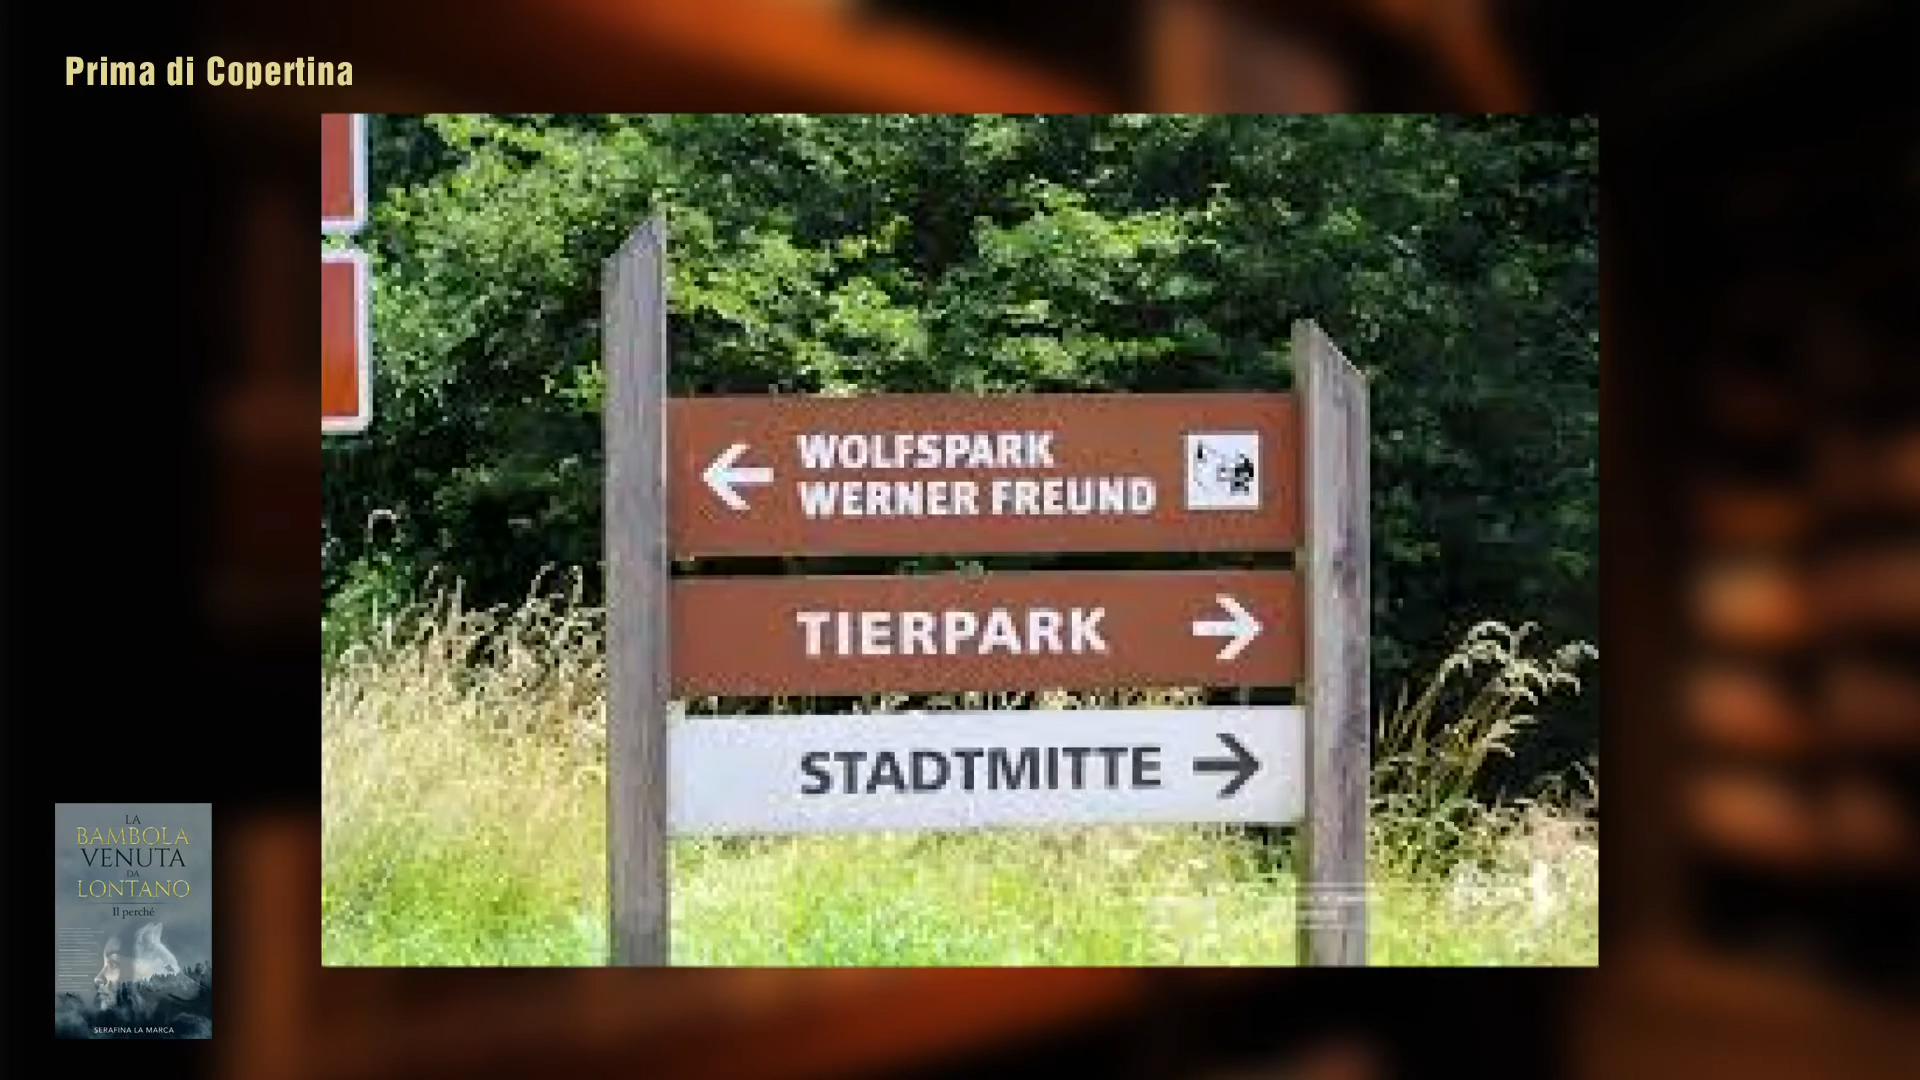 Prima di Copertina
WOLFSPARK
WERNER FREUND
TIERPARK
STADTMITTE
LA
BAMBOLA
VENUTA
DA
LONTANO
Il perché
SERAFINA LA MARCA